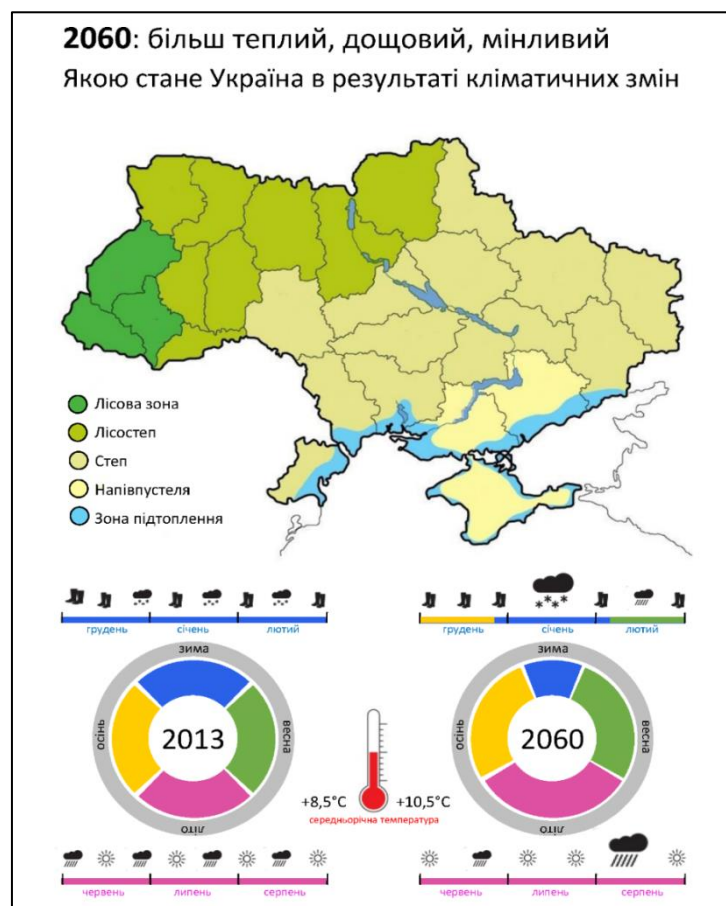 2060: більш теплий, дощовий, мінливий
Якою стане Україна в результаті кліматичних змін
Лісова зона
Лісостеп
Степ
Напівпустеля
Зона підтоплення
грудень січень лютий
грудень січень лютий
зима
осінь
2013
весна
літо
зима
осінь
2060
весна
літо
+8,5°C +10,5°C
середньорічна температура
червень липень серпень
червень липень серпень